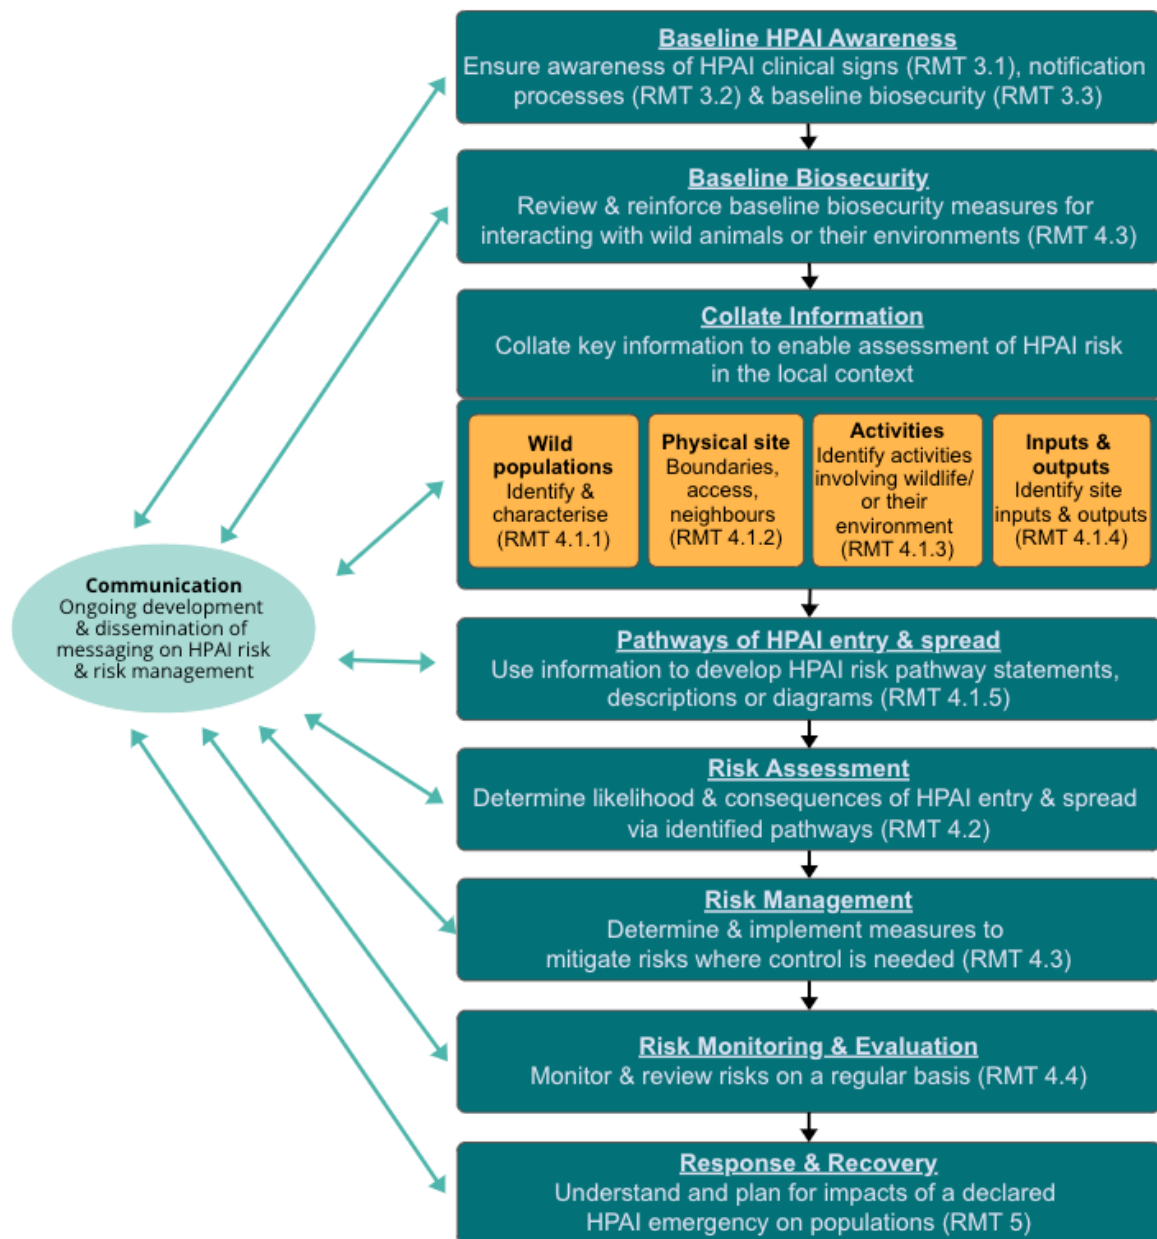 Baseline HPAI Awareness
Ensure awareness of HPAI clinical signs (RMT 3.1), notification
processes (RMT 3.2) & baseline biosecurity (RMT 3.3)
Baseline Biosecurity
Review & reinforce baseline biosecurity measures for
interacting with wild animals or their environments (RMT 4.3)
Collate Information
Collate key information to enable assessment of HPAI risk
in the local context
Wild
populations
Identify &
characterise
(RMT 4.1.1)
Physical site
Boundaries,
access,
neighbours
(RMT 4.1.2)
Activities
Identify activities
involving wildlife/
or their
environment
(RMT 4.1.3)
Inputs &
outputs
Identify site
inputs & outputs
(RMT 4.1.4)
Communication
Ongoing development
& dissemination of
messaging on HPAI risk
& risk management
Pathways of HPAI entry & spread
Use information to develop HPAI risk pathway statements,
descriptions or diagrams (RMT 4.1.5)
Risk Assessment
Determine likelihood & consequences of HPAI entry & spread
via identified pathways (RMT 4.2)
Risk Management
Determine & implement measures to
mitigate risks where control is needed (RMT 4.3)
Risk Monitoring & Evaluation
Monitor & review risks on a regular basis (RMT 4.4)
Response & Recovery
Understand and plan for impacts of a declared
HPAI emergency on populations (RMT 5)